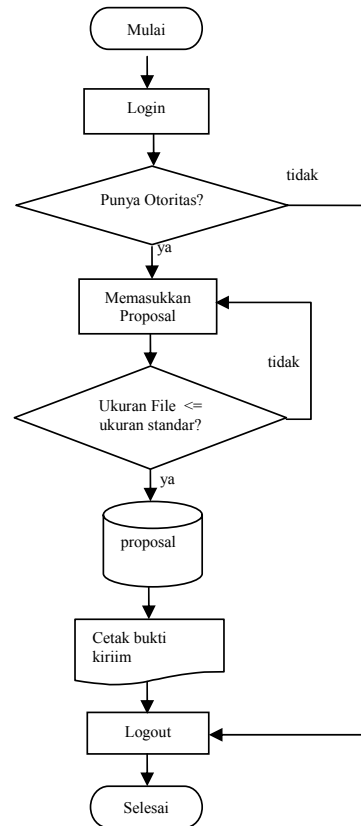 Mulai
Login
tidak
Punya Otoritas?
ya
Memasukkan
Proposal
tidak
Ukuran File <=
ukuran standar?
ya
proposal
Cetak bukti
kiriim
Logout
Selesai